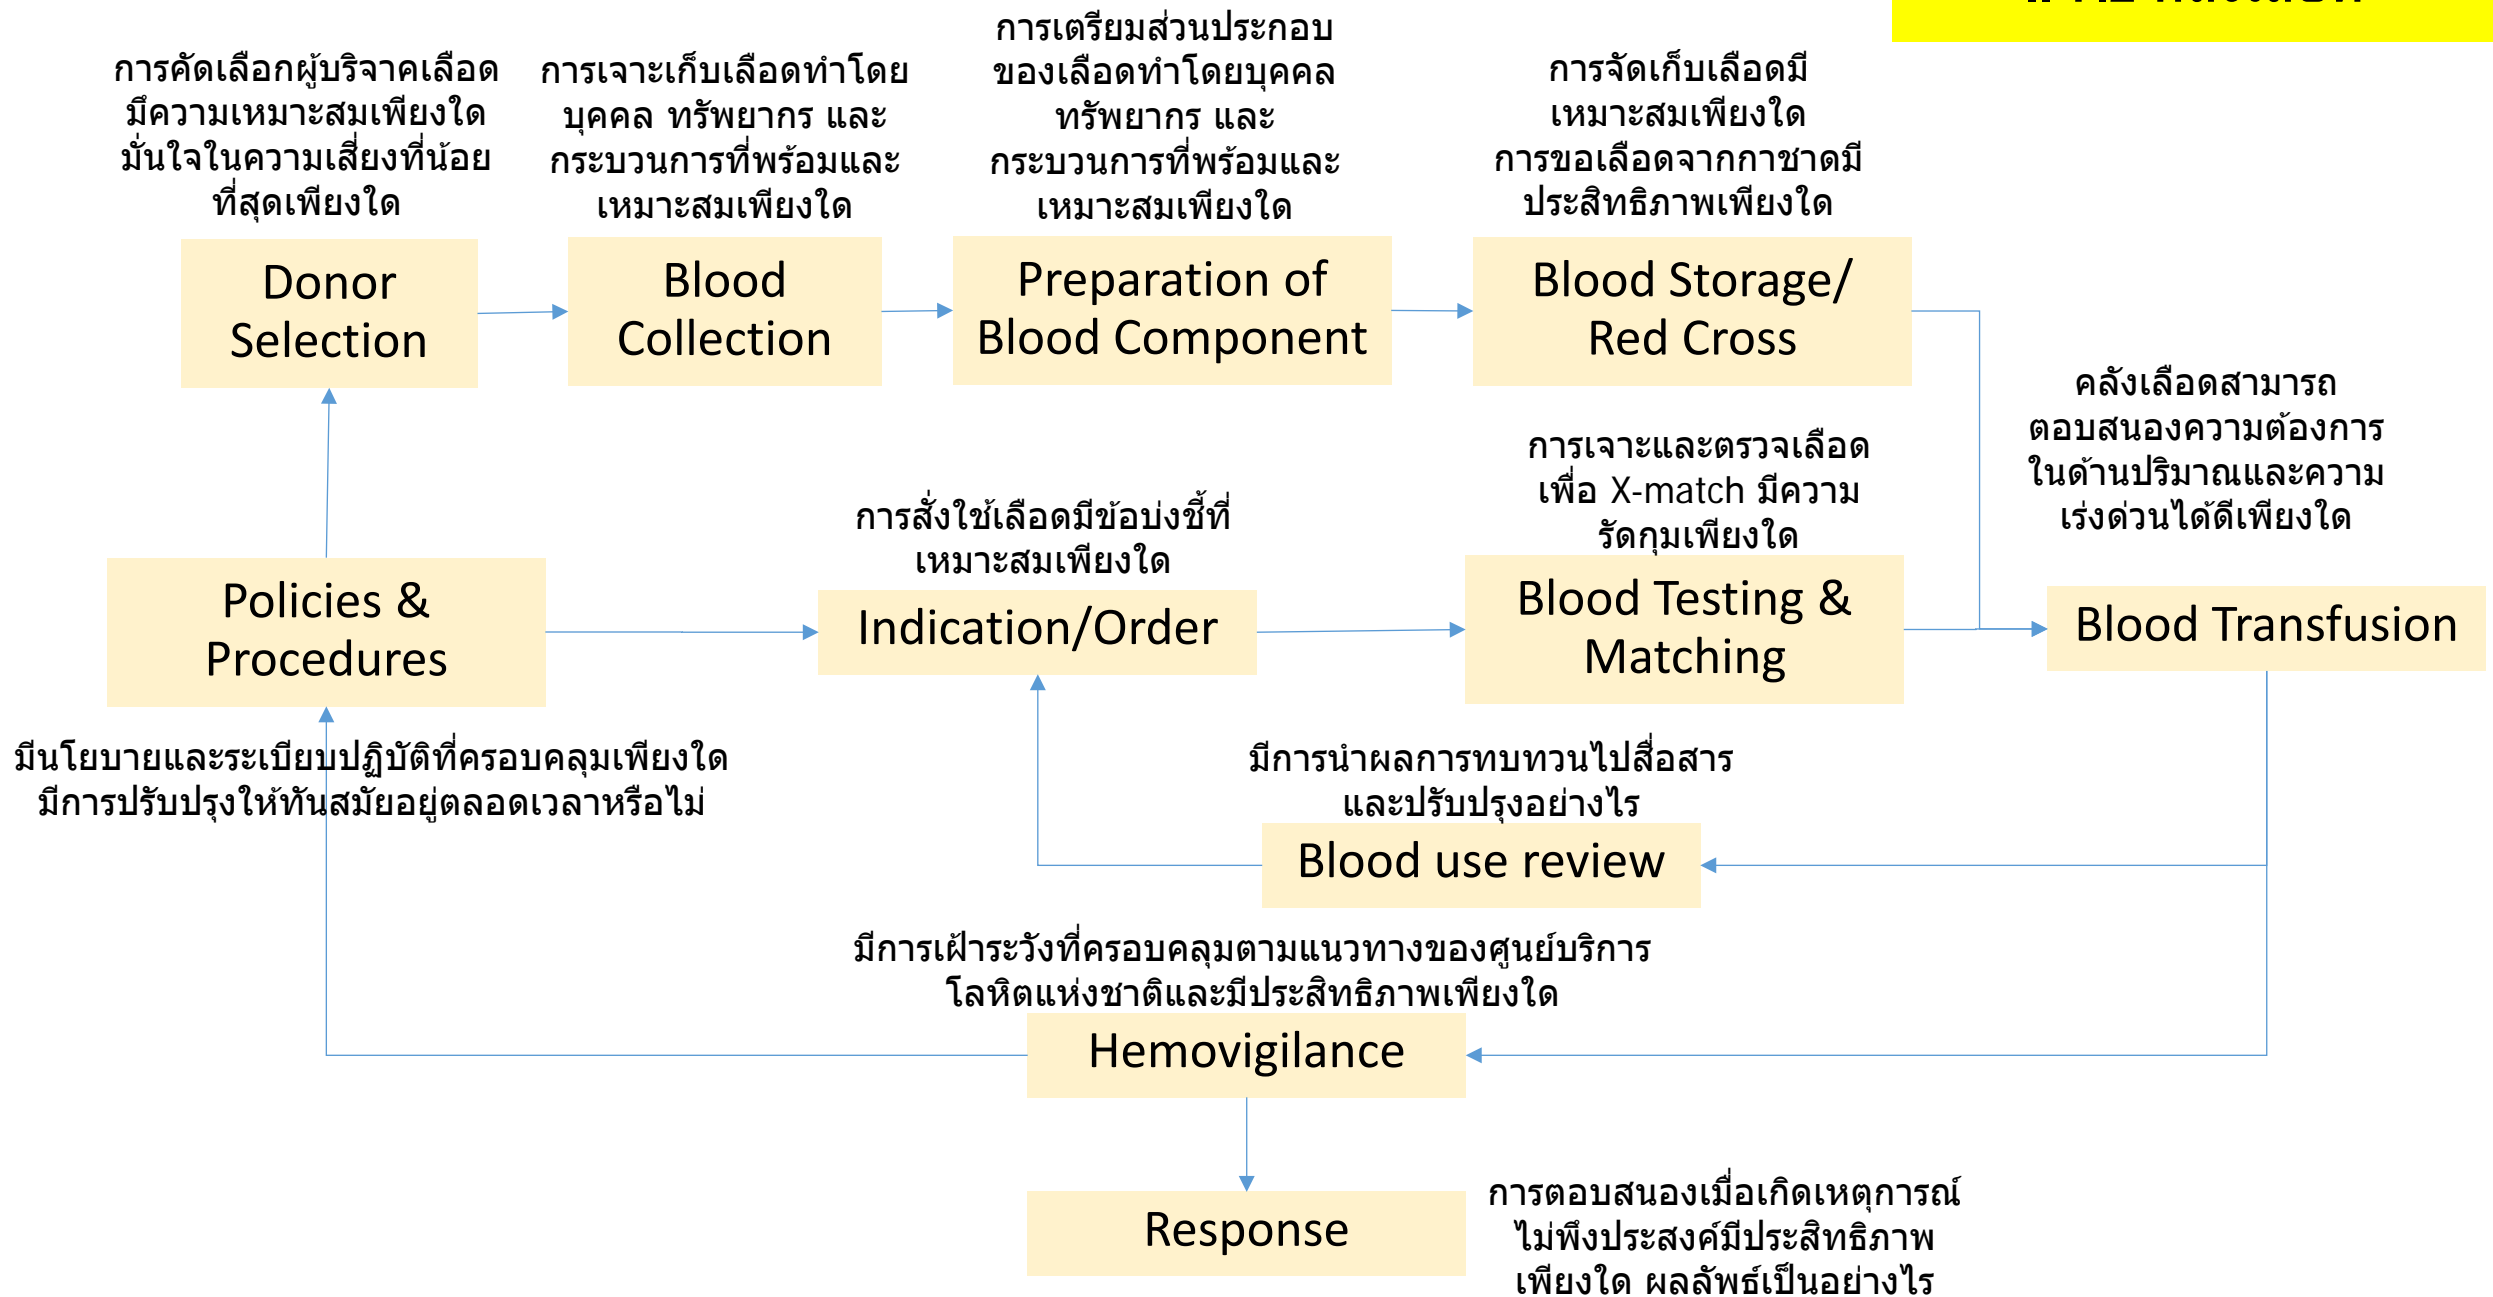 การคัดเลือกผู้บริจาคเลือด
มีความเหมาะสมเพียงใด
มั่นใจในความเสี่ยงที่น้อย
ที่สุดเพียงใด
การเจาะเก็บเลือดทำโดย
บุคคล ทรัพยากร และ
กระบวนการที่พร้อมและ
เหมาะสมเพียงใด
การเตรียมส่วนประกอบ
ของเลือดทำโดยบุคคล
ทรัพยากร และ
กระบวนการที่พร้อมและ
เหมาะสมเพียงใด
การจัดเก็บเลือดมี
เหมาะสมเพียงใด
การขอเลือดจากกาชาดมี
ประสิทธิภาพเพียงใด
Donor
Selection
Blood
Collection
Preparation of
Blood Component
Blood Storage/
Red Cross
คลังเลือดสามารถ
ตอบสนองความต้องการ
ในด้านปริมาณและความ
เร่งด่วนได้ดีเพียงใด
การเจาะและตรวจเลือด
เพื่อ X-match มีความ
รัดกุมเพียงใด
การสั่งใช้เลือดมีข้อบ่งชี้ที่
เหมาะสมเพียงใด
Policies &
Procedures
Indication/Order
Blood Testing &
Matching
Blood Transfusion
มีนโยบายและระเบียบปฏิบัติที่ครอบคลุมเพียงใด
มีการปรับปรุงให้ทันสมัยอยู่ตลอดเวลาหรือไม่
มีการนำผลการทบทวนไปสื่อสาร
และปรับปรุงอย่างไร
Blood use review
มีการเฝ้าระวังที่ครอบคลุมตามแนวทางของศูนย์บริการ
โลหิตแห่งชาติและมีประสิทธิภาพเพียงใด
Hemovigilance
Response
การตอบสนองเมื่อเกิดเหตุการณ์
ไม่พึงประสงค์มีประสิทธิภาพ
เพียงใด ผลลัพธ์เป็นอย่างไร